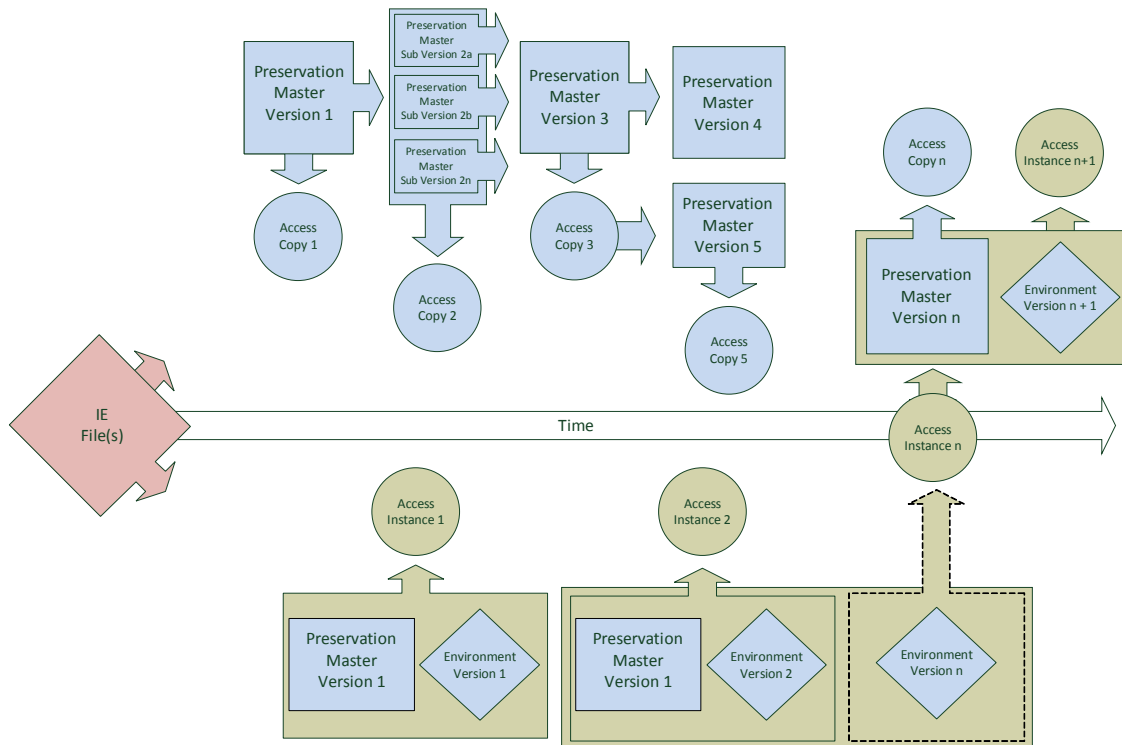 Preservation
Master
Version 1
Preservation
Master
Sub Version 2a
Preservation
Master
Sub Version 2b
Preservation
Master
Sub Version 2n
Preservation
Master
Version 3
Preservation
Master
Version 4
Access
Copy 1
Access
Copy 2
Access
Copy 3
Preservation
Master
Version 5
Access
Copy 5
Access
Copy n
Access
Instance n+1
Preservation
Master
Version n
Environment
Version n + 1
IE
File(s)
Time
Access
Instance n
Access
Instance 1
Access
Instance 2
Preservation
Master
Version 1
Environment
Version 1
Preservation
Master
Version 1
Environment
Version 2
Environment
Version n